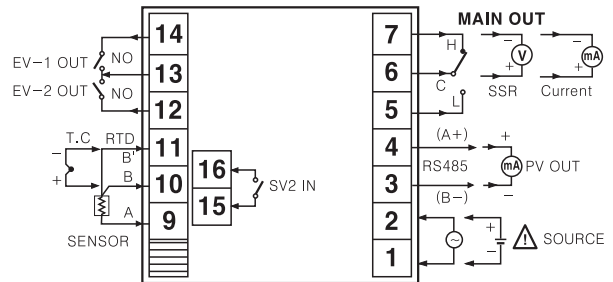 MAIN OUT
14
EV-1 OUT
NO
13
EV-2 OUT
NO
12
T.C
RTD
11
B'
−
+
B
10
A
9
SENSOR
16
15
SV2 IN
7
H
6
C
5
L
−
V
+
SSR
−
mA
+
Current
4
(A+)
RS485
3
(B−)
+
mA
PV OUT
−
2
1
~
+
−
! SOURCE